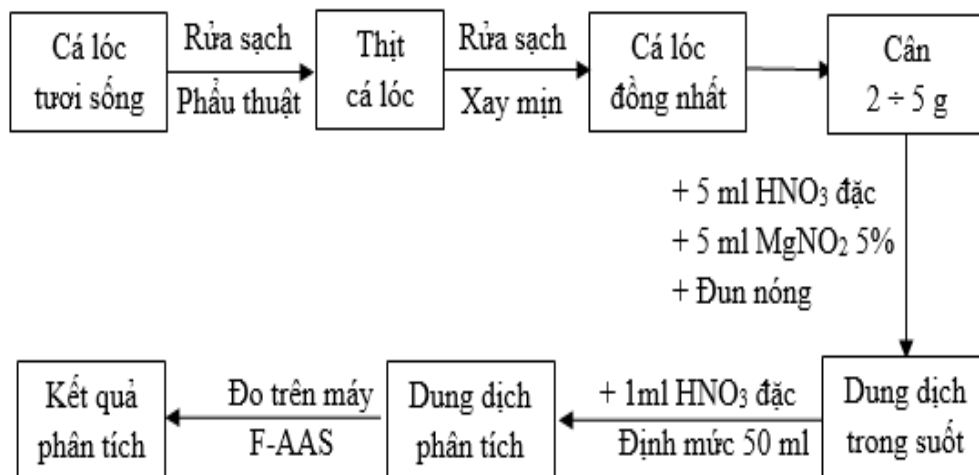 Cá lóc
tươi sống
Rửa sạch
Phẩu thuật
Thịt
cá lóc
Rửa sạch
Xay mịn
Cá lóc
đồng nhất
Cân
2 ÷ 5 g
+ 5 ml HNO₃ đặc
+ 5 ml MgNO₂ 5%
+ Đun nóng
Dung dịch
trong suốt
+ 1ml HNO₃ đặc
Định mức 50 ml
Dung dịch
phân tích
Đo trên máy
F-AAS
Kết quả
phân tích